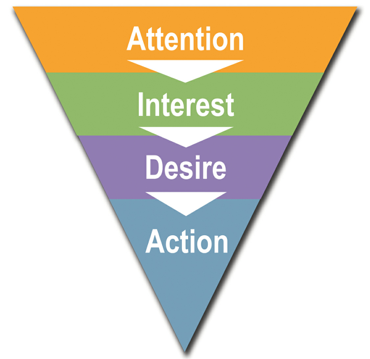 Attention
Interest
Desire
Action